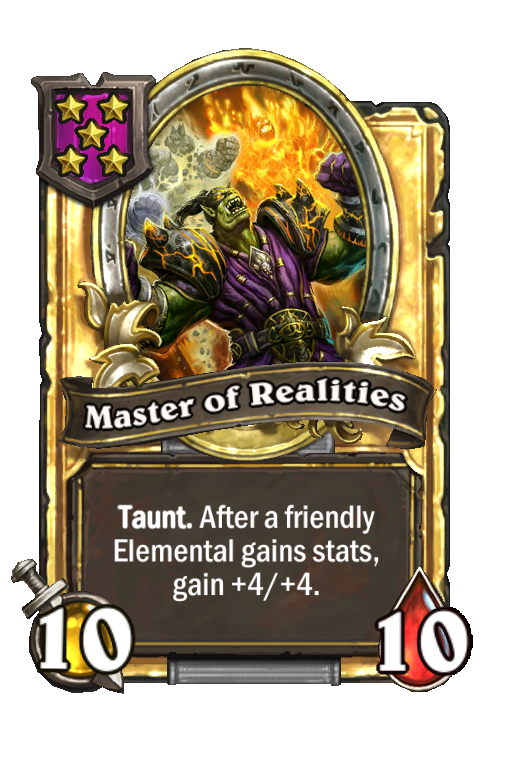 Master of Realities
Taunt. After a friendly
Elemental gains stats,
gain +4/+4.
10
10